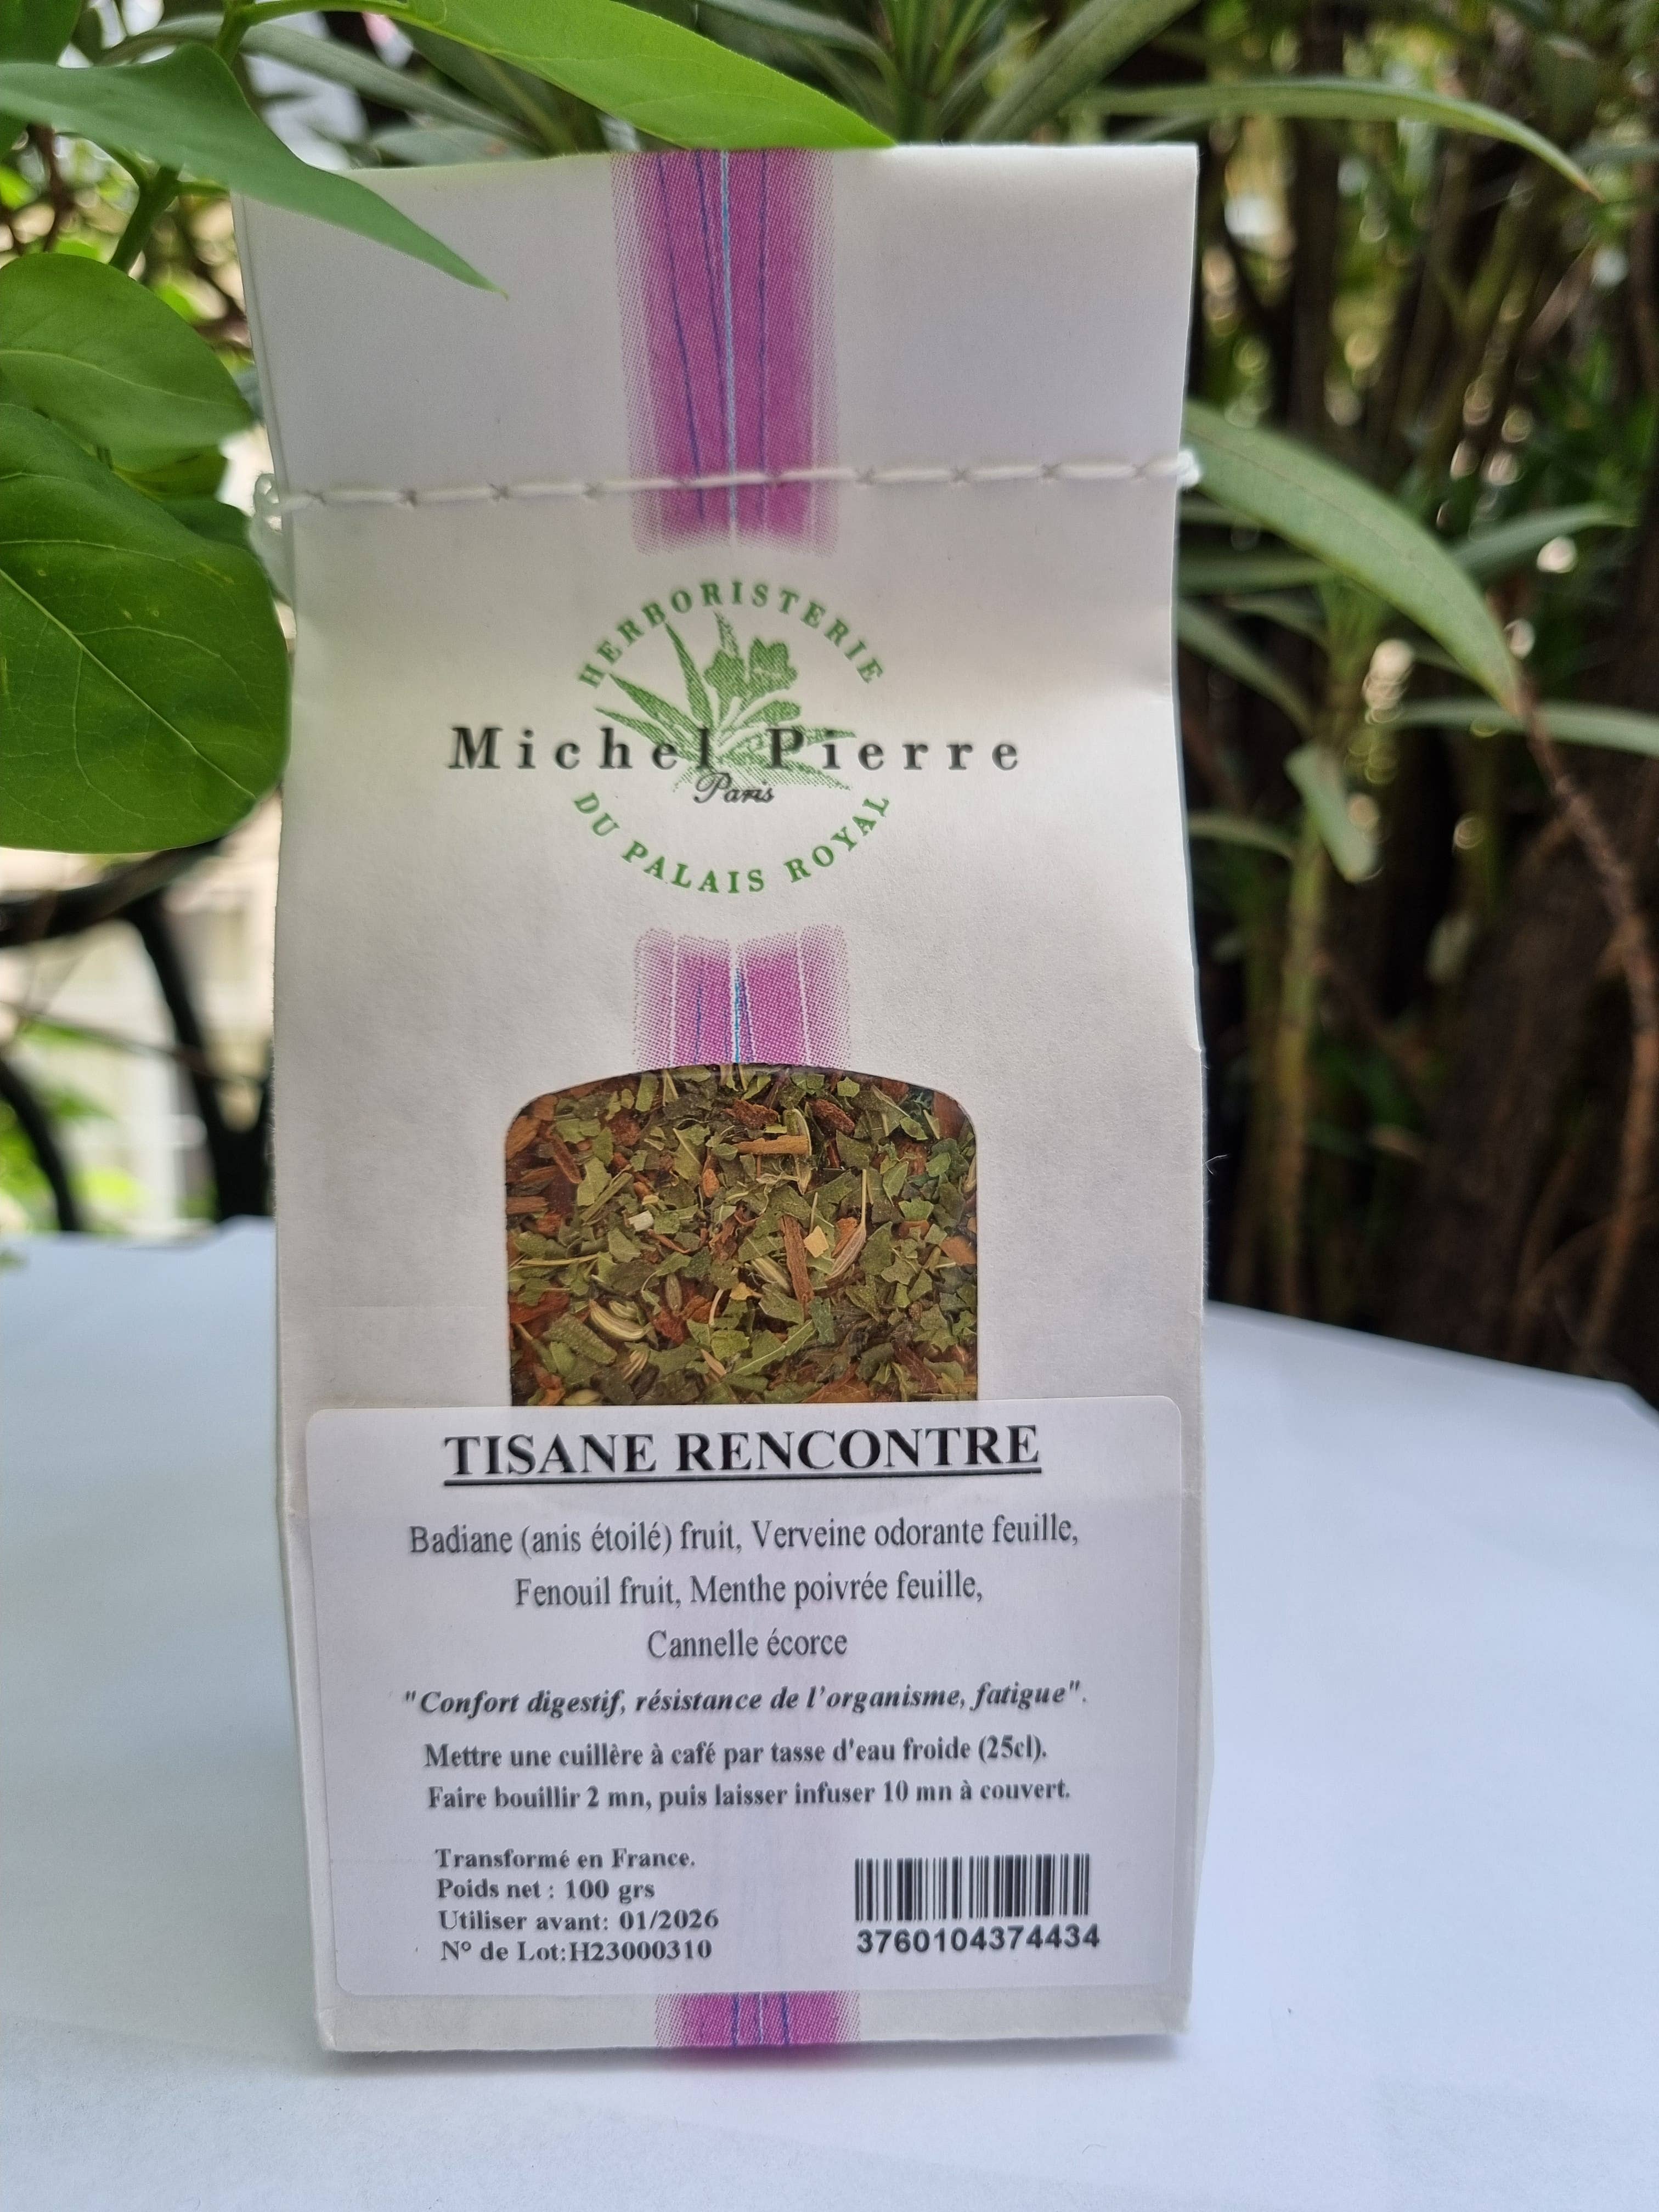 HERBORISTERIE
Michel Pierre
Paris
DU PALAIS ROYAL
TISANE RENCONTRE
Badiane (anis étoilé) fruit, Verveine odorante feuille,
Fenouil fruit, Menthe poivrée feuille,
Cannelle écorce
"Confort digestif, résistance de l'organisme, fatigue".
Mettre une cuillère à café par tasse d'eau froide (25cl).
Faire bouillir 2 mn, puis laisser infuser 10 mn à couvert.
Transformé en France.
Poids net : 100 grs
Utiliser avant: 01/2026
N° de Lot:H23000310
3760104374434